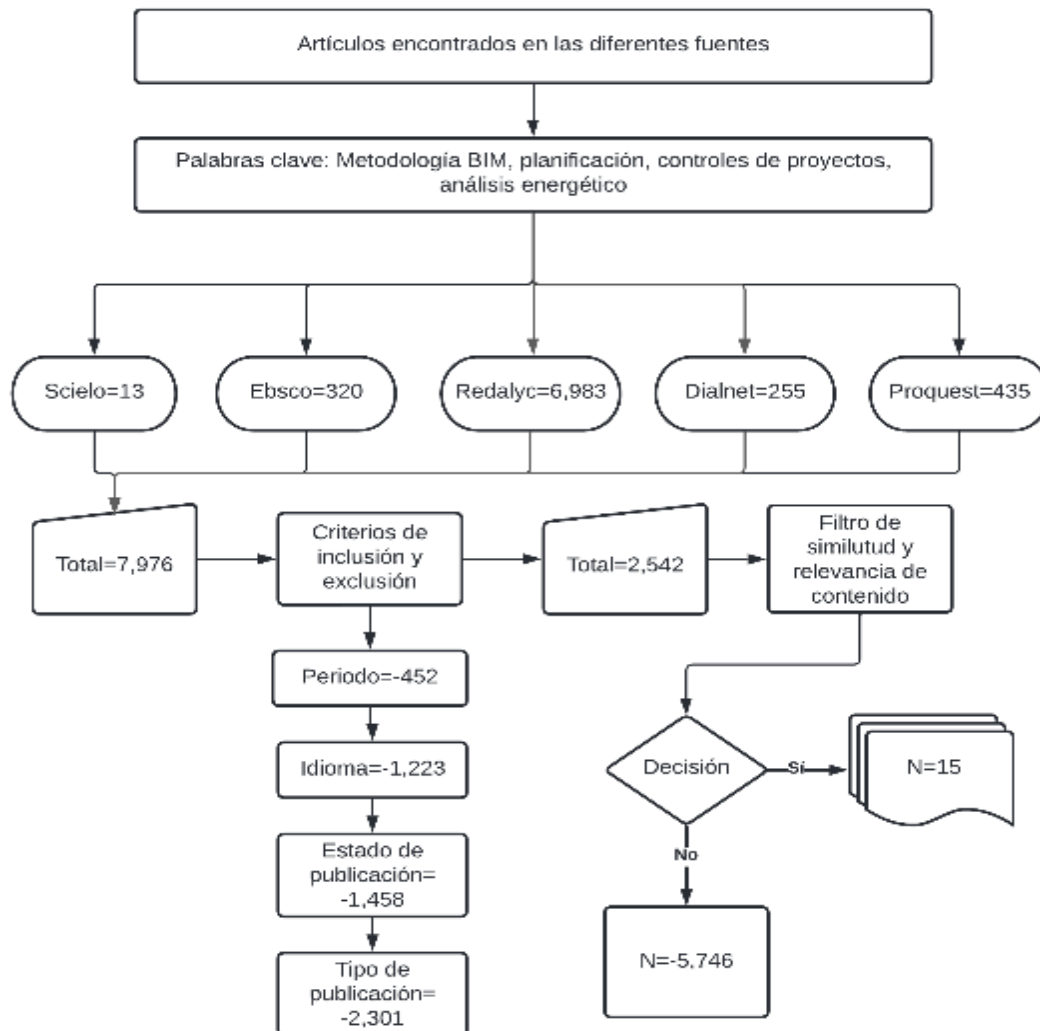 Artículos encontrados en las diferentes fuentes
Palabras clave: Metodología BIM, planificación, controles de proyectos,
análisis energético
Scielo=13
Ebsco=320
Redalyc=6,983
Dialnet=255
Proquest=435
Total=7,976
Criterios de
inclusión y
exclusión
Total=2,542
Filtro de
similutud y
relevancia de
contenido
Periodo=-452
Idioma=-1,223
Estado de
publicación=
-1,458
Tipo de
publicación=
-2,301
Decisión
Sí
N=15
No
N=-5,746